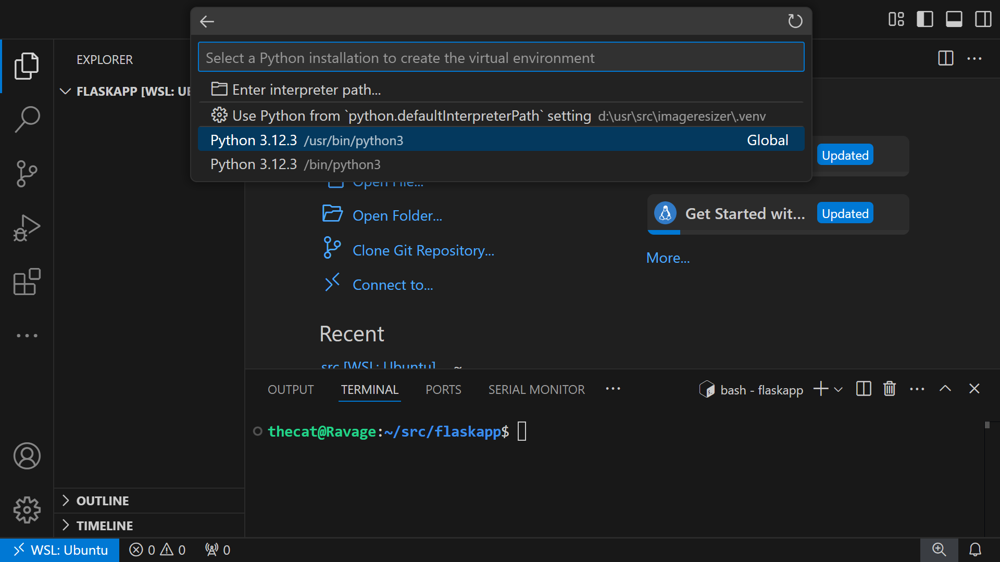 Select a Python installation to create the virtual environment
Enter interpreter path...
Use Python from `python.defaultInterpreterPath` setting d:\usr\src\imageresizer\.venv
Python 3.12.3 /usr/bin/python3 Global
Python 3.12.3 /bin/python3
EXPLORER
FLASKAPP [WSL: UB
Updated
Open File...
Open Folder...
Get Started wit... Updated
Clone Git Repository...
More...
Connect to...
Recent
src [WSL: Ubuntu] ~
OUTPUT TERMINAL PORTS SERIAL MONITOR
bash - flaskapp
thecat@Ravage:~/src/flaskapp$
OUTLINE
TIMELINE
WSL: Ubuntu 0 0 0